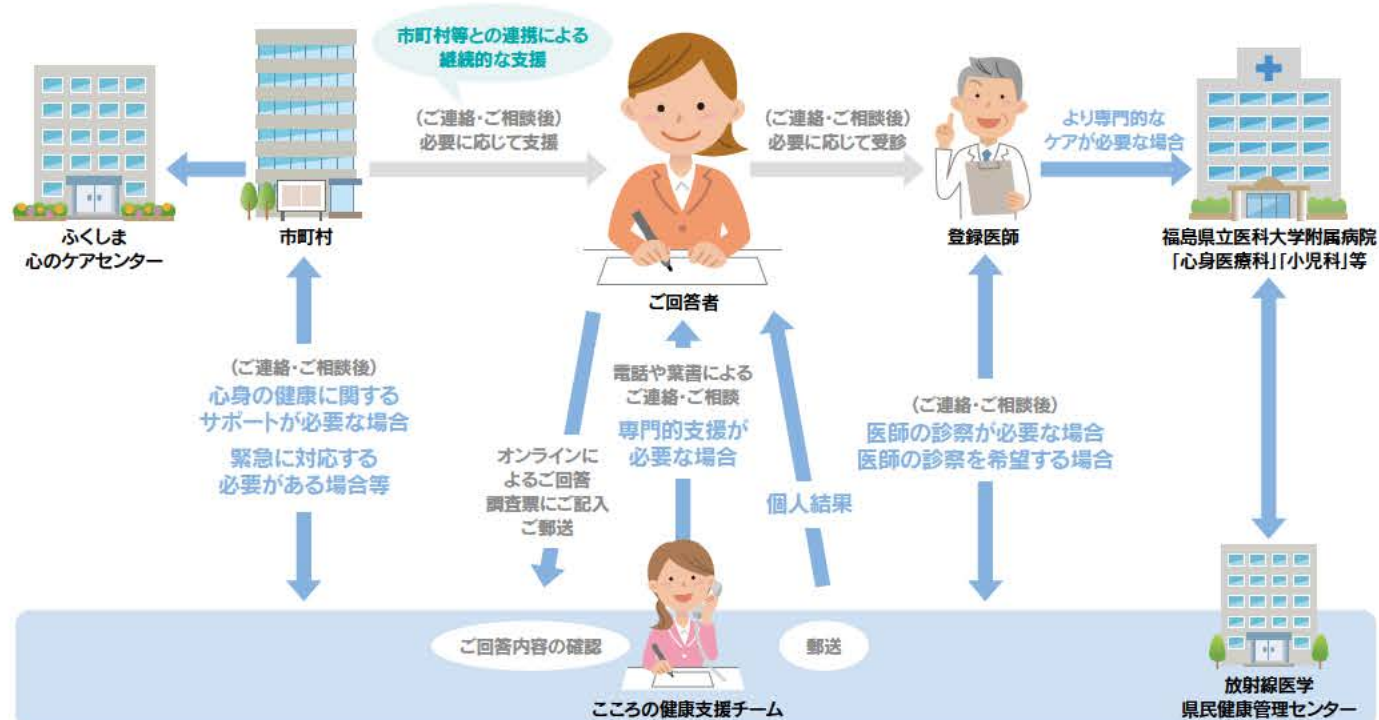 市町村等との連携による
継続的な支援
(ご連絡・ご相談後)
必要に応じて支援
(ご連絡・ご相談後)
必要に応じて受診
より専門的な
ケアが必要な場合
ふくしま
心のケアセンター
市町村
ご回答者
登録医師
福島県立医科大学附属病院
「心身医療科」「小児科」等
(ご連絡・ご相談後)
心身の健康に関する
サポートが必要な場合
緊急に対応する
必要がある場合等
オンラインに
よるご回答
調査票にご記入
ご郵送
電話や葉書による
ご連絡・ご相談
専門的支援が
必要な場合
個人結果
(ご連絡・ご相談後)
医師の診察が必要な場合
医師の診察を希望する場合
ご回答内容の確認
郵送
こころの健康支援チーム
放射線医学
県民健康管理センター